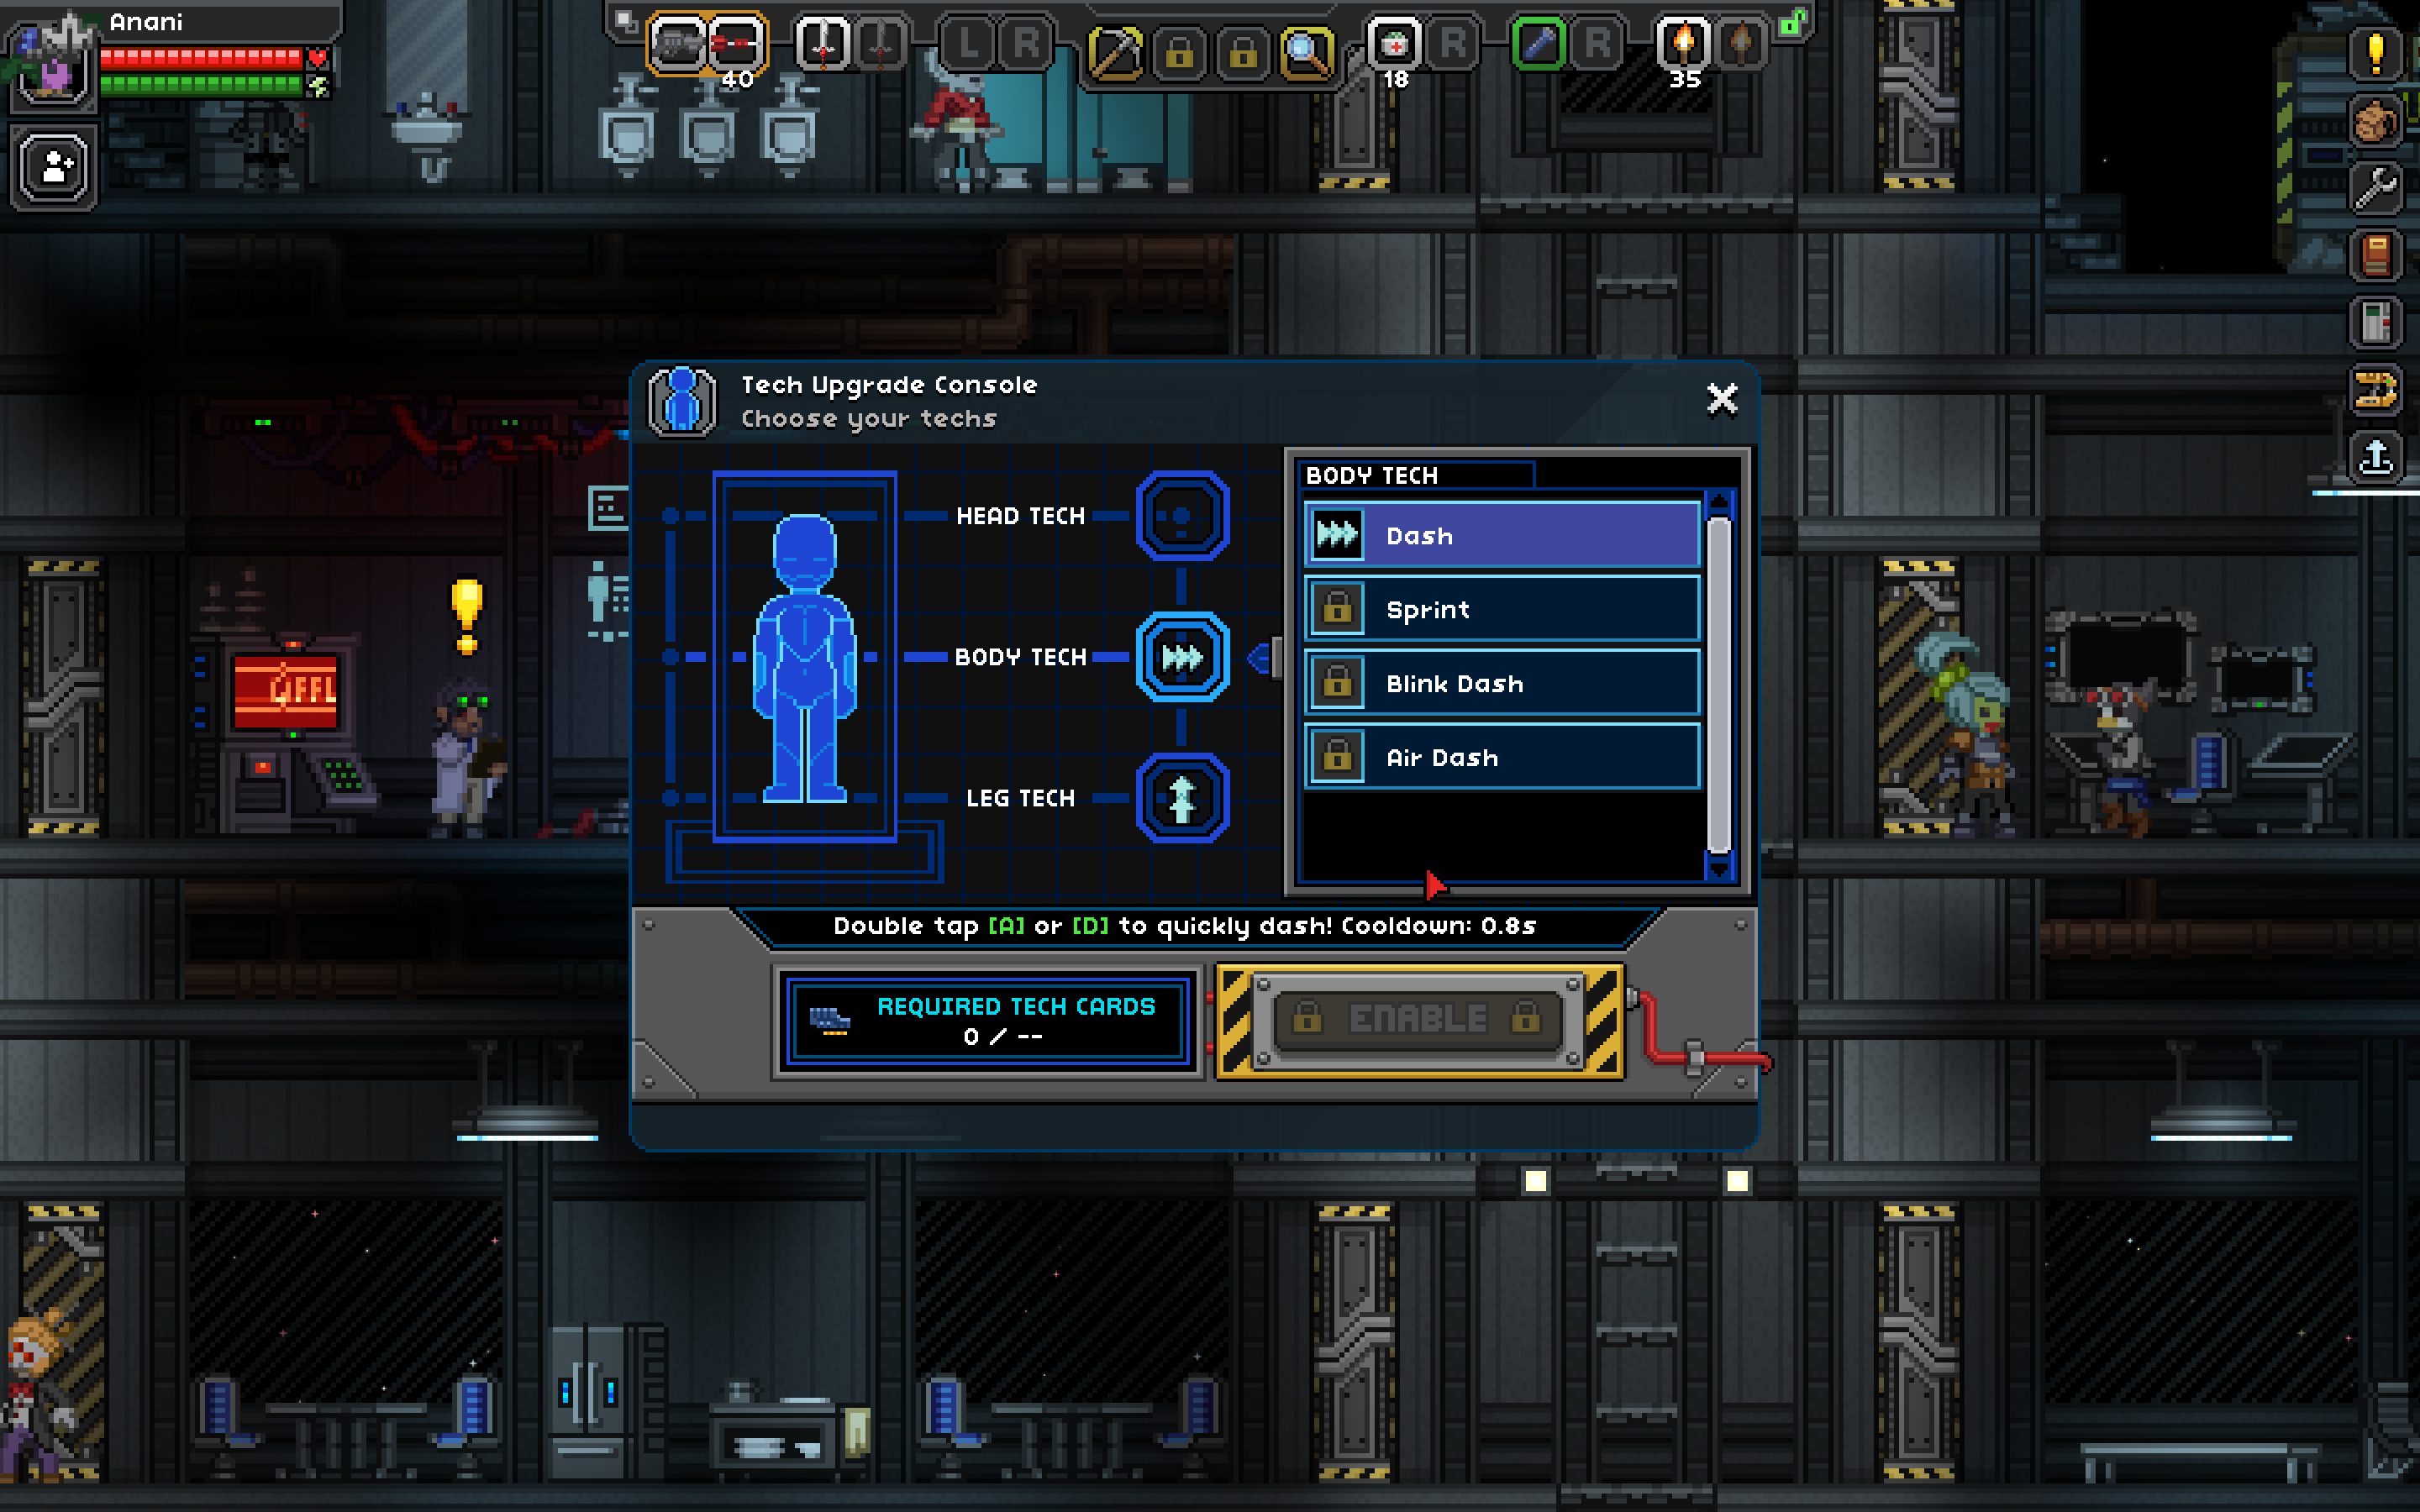 Anani
L R
R
R
40
18
35
Tech Upgrade Console
Choose your techs
BODY TECH
HEAD TECH
Dash
Sprint
BODY TECH
Blink Dash
Air Dash
LEG TECH
Double tap [A] or [D] to quickly dash! Cooldown: 0.8s
REQUIRED TECH CARDS
0 / --
ENABLE